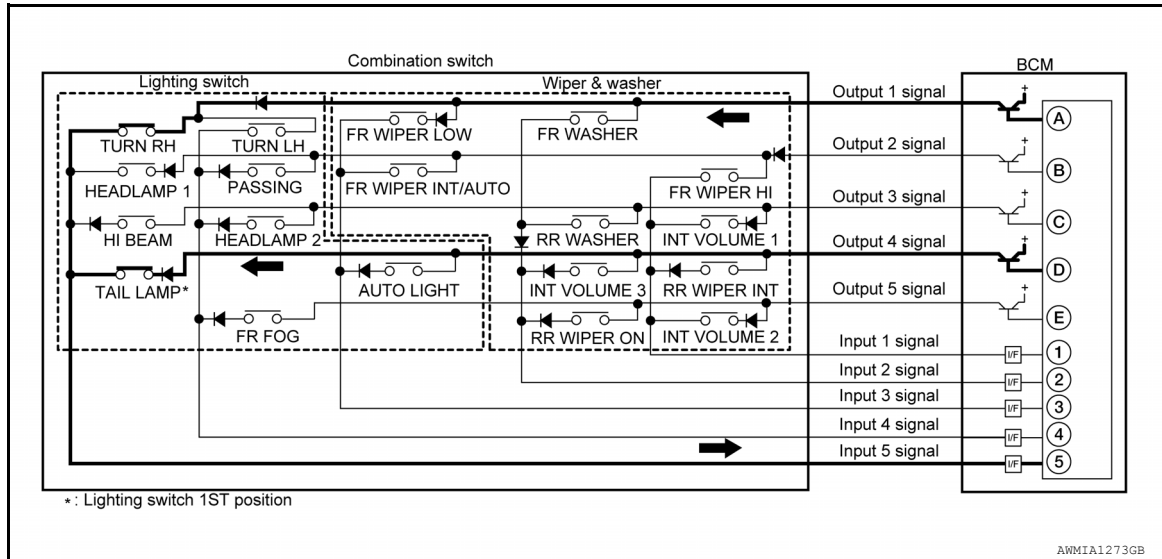 Combination switch
BCM
Lighting switch
Wiper & washer
Output 1 signal
+
A
TURN RH
TURN LH
FR WIPER LOW
FR WASHER
Output 2 signal
+
B
HEADLAMP 1
PASSING
FR WIPER INT/AUTO
FR WIPER HI
Output 3 signal
+
C
HI BEAM
HEADLAMP 2
RR WASHER
INT VOLUME 1
Output 4 signal
+
D
TAIL LAMP*
AUTO LIGHT
INT VOLUME 3
RR WIPER INT
Output 5 signal
+
E
FR FOG
RR WIPER ON
INT VOLUME 2
Input 1 signal
I/F
1
Input 2 signal
I/F
2
Input 3 signal
I/F
3
Input 4 signal
I/F
4
Input 5 signal
I/F
5
* : Lighting switch 1ST position
AWMIA1273GB